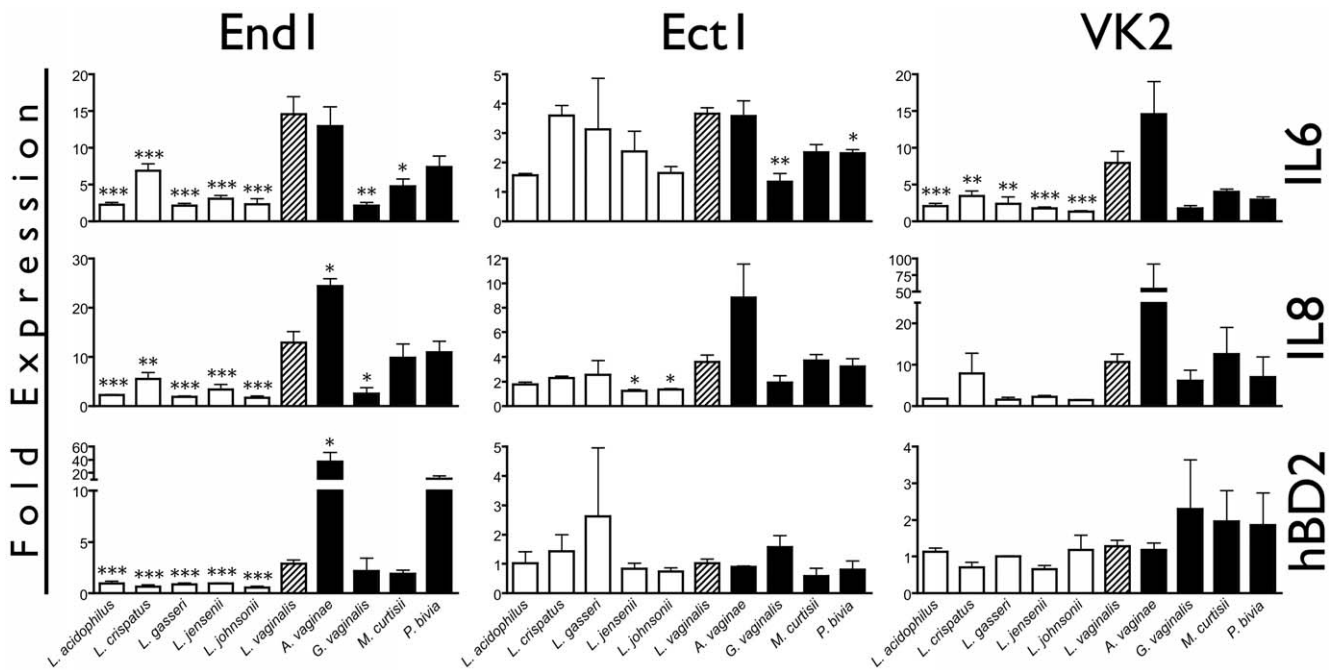 End1 Ect1 VK2
Fold Expression
IL6
20 15 10 5 0
*** *** *** *** *** ** *
5 4 3 2 1 0
** *
20 15 10 5 0
*** ** ** *** ***
IL8
30 20 10 0
*** ** *** *** *** * *
12 10 8 6 4 2 0
* *
100 75 50 20 10 0
hBD2
60 40 20 10 5 0
*** *** *** *** *** *
5 4 3 2 1 0
4 3 2 1 0
L. acidophilus L. crispatus L. gasseri L. jensenii L. johnsonii L. vaginalis A. vaginae G. vaginalis M. curtisii P. bivia
L. acidophilus L. crispatus L. gasseri L. jensenii L. johnsonii L. vaginalis A. vaginae G. vaginalis M. curtisii P. bivia
L. acidophilus L. crispatus L. gasseri L. jensenii L. johnsonii L. vaginalis A. vaginae G. vaginalis M. curtisii P. bivia